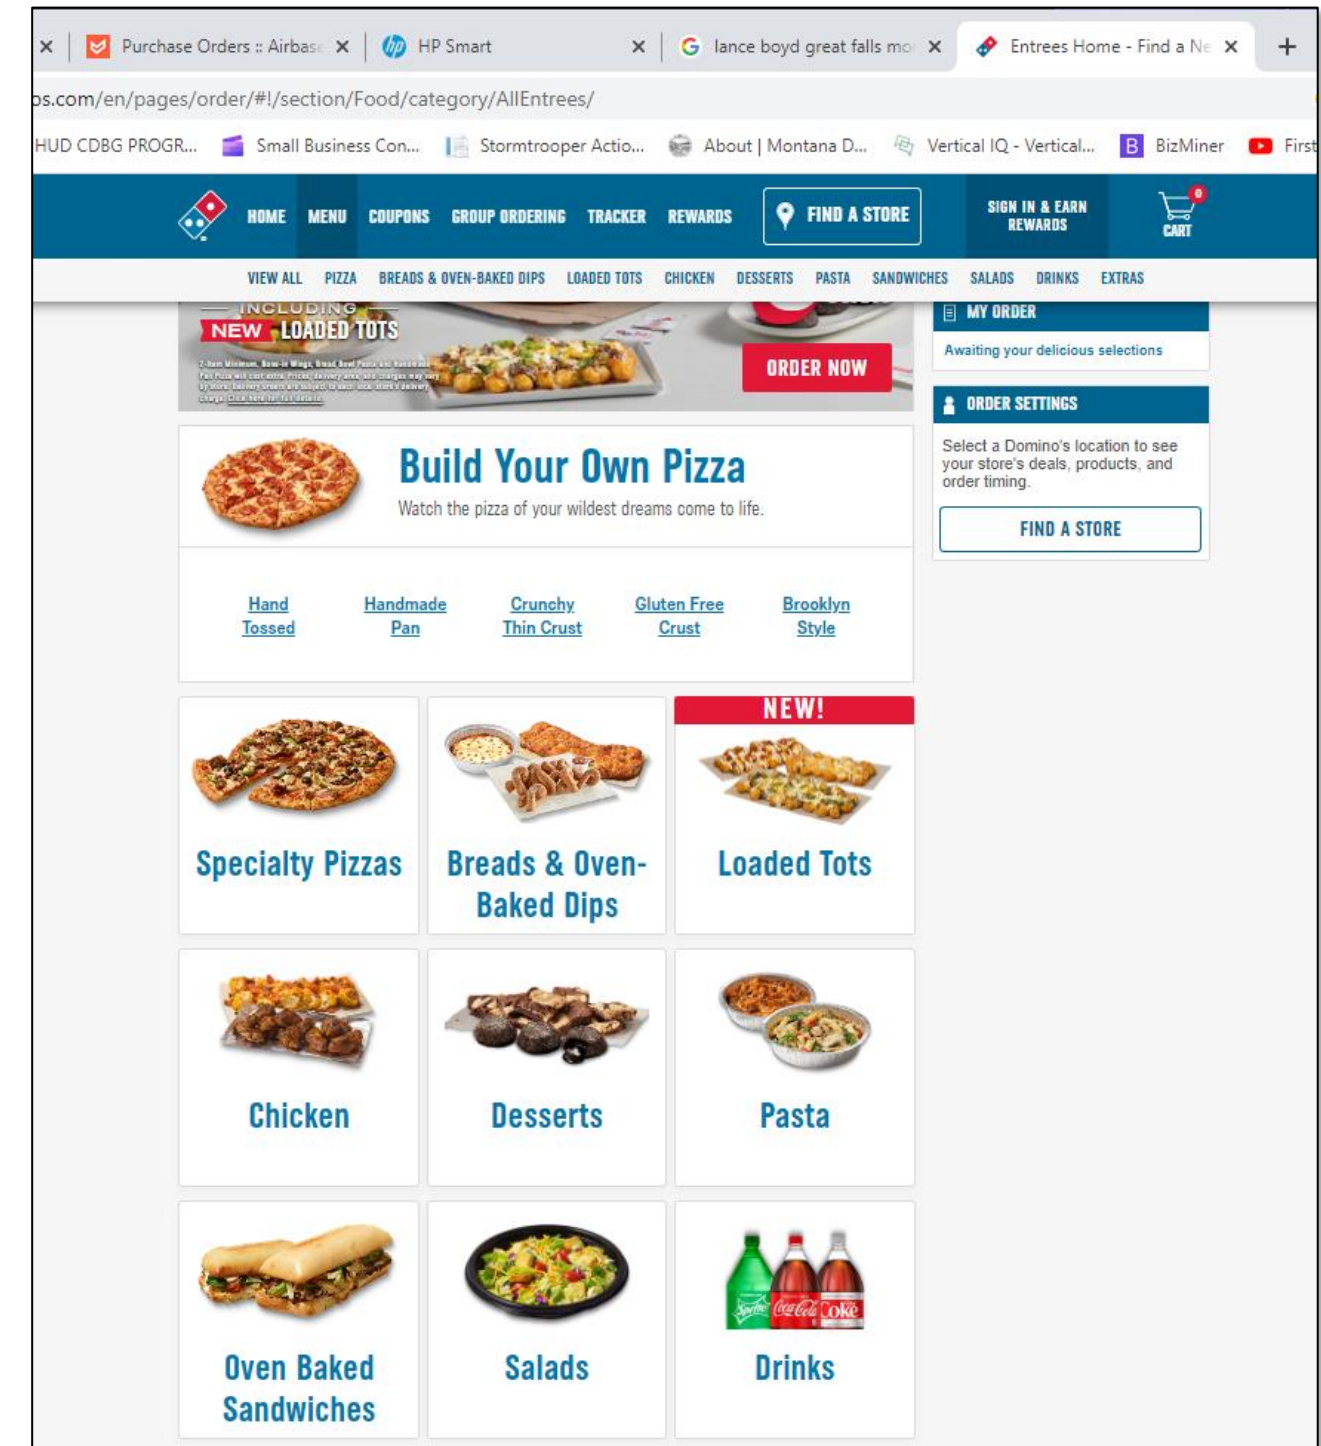 Purchase Orders :: Airbase
HP Smart
lance boyd great falls mo
Entrees Home - Find a Ne
os.com/en/pages/order/#!/section/Food/category/AllEntrees/
HUD CDBG PROGR...
Small Business Con...
Stormtrooper Actio...
About | Montana D...
Vertical IQ - Vertical...
B BizMiner
First
HOME MENU COUPONS GROUP ORDERING TRACKER REWARDS
FIND A STORE
SIGN IN & EARN
REWARDS
0
CART
VIEW ALL PIZZA BREADS & OVEN-BAKED DIPS LOADED TOTS CHICKEN DESSERTS PASTA SANDWICHES SALADS DRINKS EXTRAS
INCLUDING
NEW LOADED TOTS
ORDER NOW
MY ORDER
Awaiting your delicious selections
ORDER SETTINGS
Select a Domino's location to see
your store's deals, products, and
order timing.
FIND A STORE
Build Your Own Pizza
Watch the pizza of your wildest dreams come to life.
Hand
Tossed
Handmade
Pan
Crunchy
Thin Crust
Gluten Free
Crust
Brooklyn
Style
NEW!
Specialty Pizzas
Breads & Oven-
Baked Dips
Loaded Tots
Chicken
Desserts
Pasta
Oven Baked
Sandwiches
Salads
Sprite
Coca-Cola
Coke
Drinks